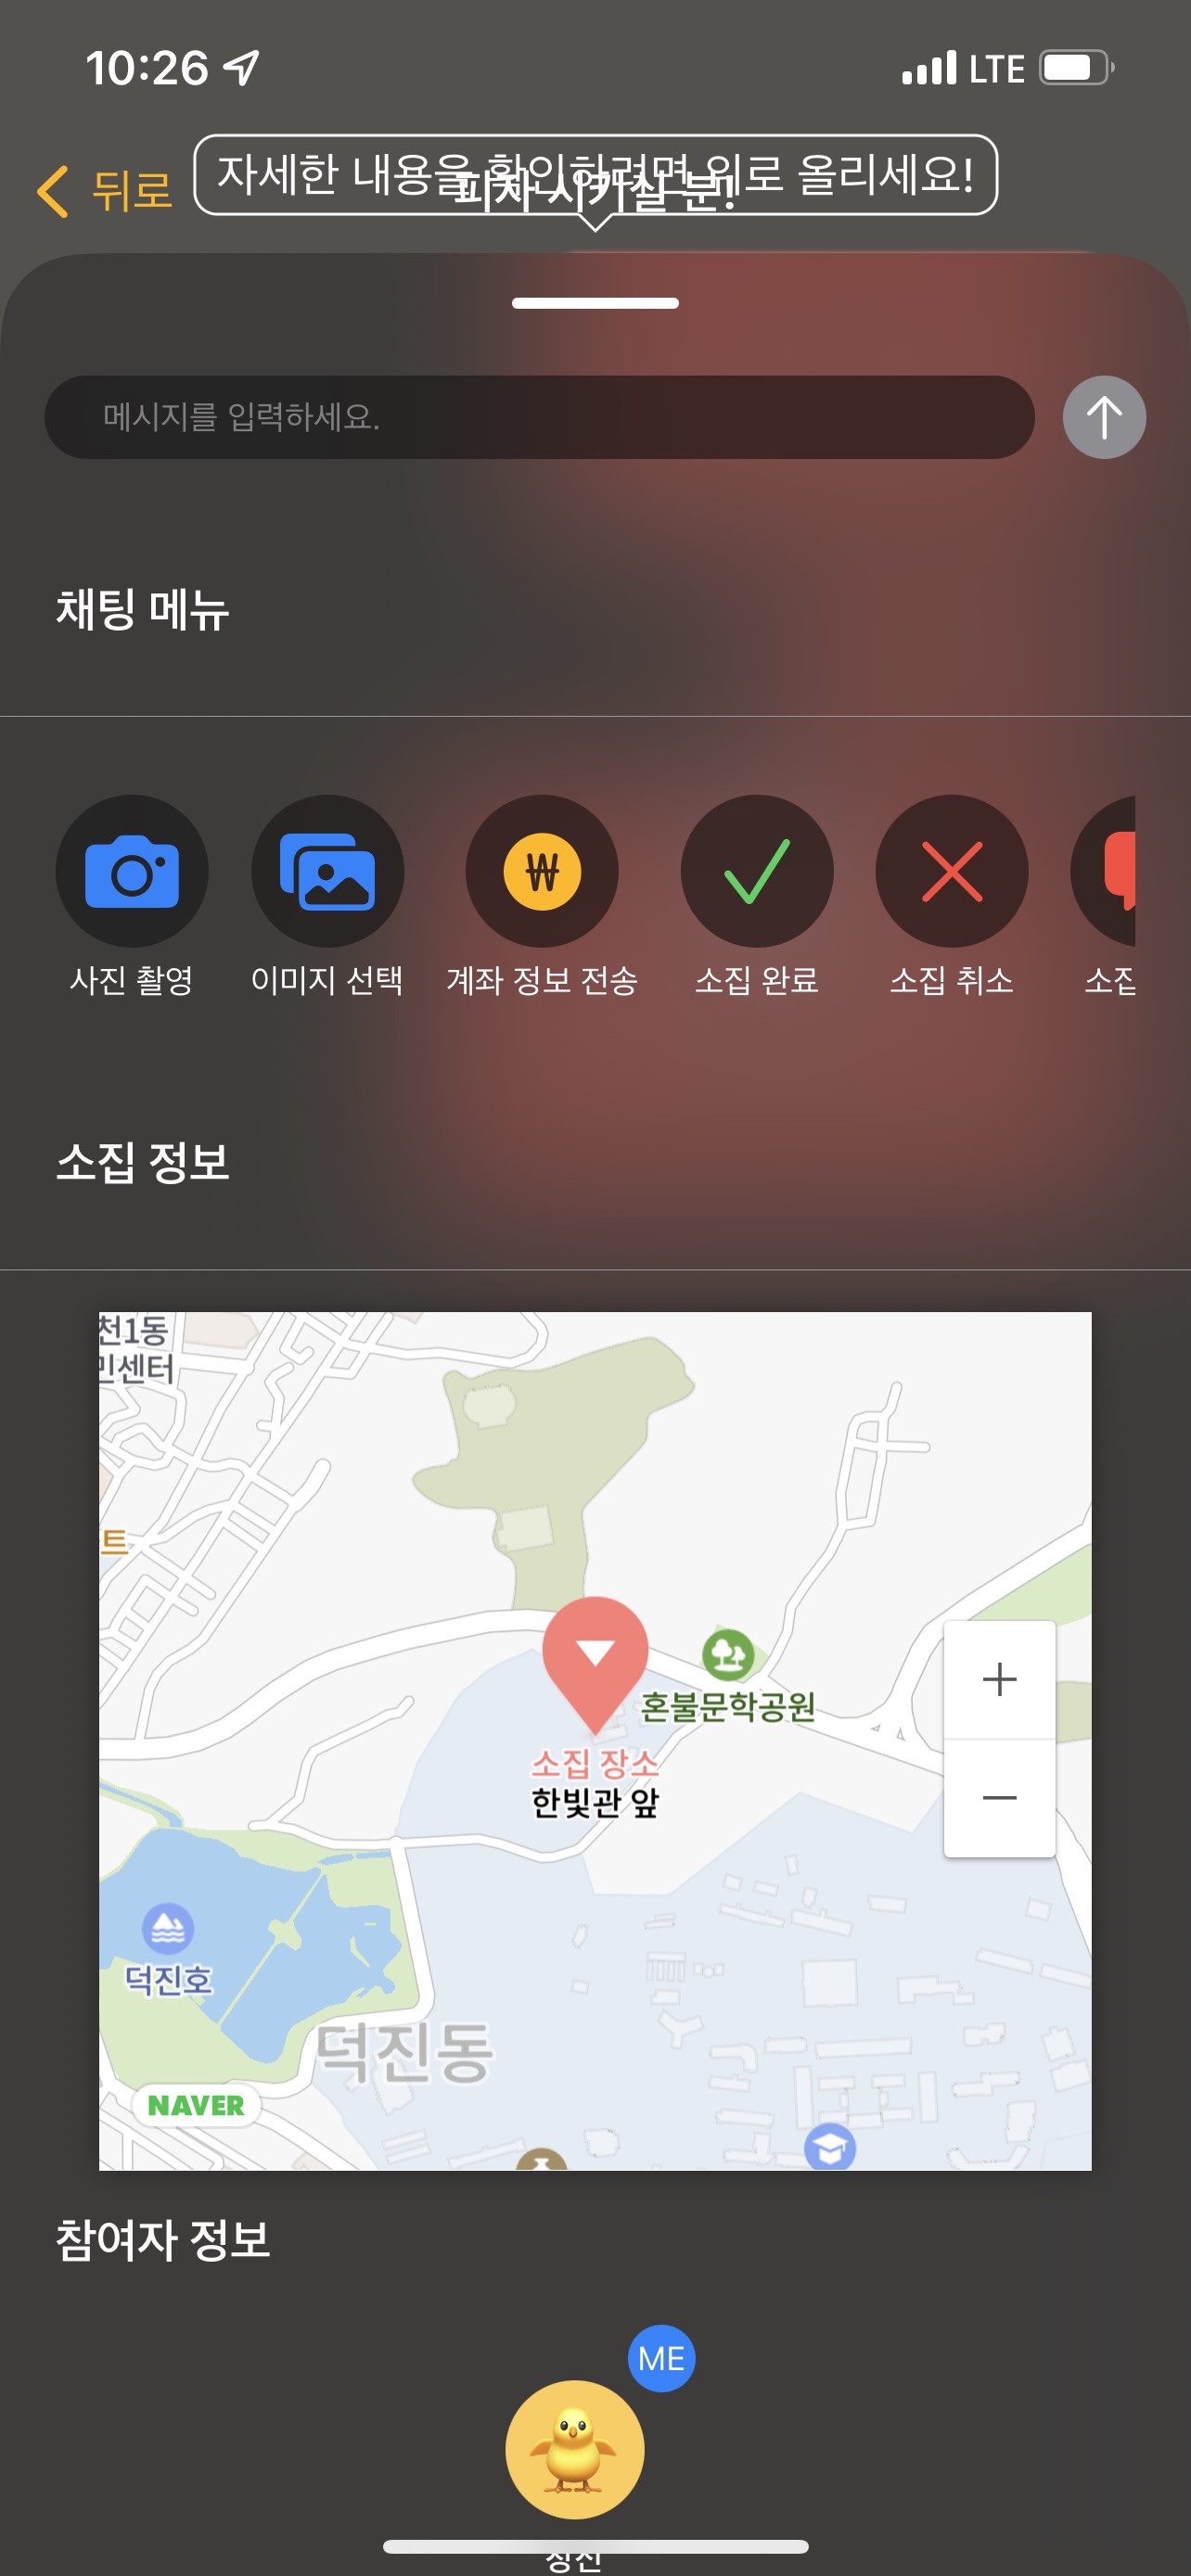 10:26
LTE
뒤로
자세한 내용을 확인하려면 위로 올리세요!
피자 시키실 분!
메시지를 입력하세요.
채팅 메뉴
사진 촬영
이미지 선택
₩
계좌 정보 전송
소집 완료
소집 취소
소집
소집 정보
천1동
민센터
트
혼불문학공원
소집 장소
한빛관 앞
덕진호
덕진동
NAVER
참여자 정보
ME